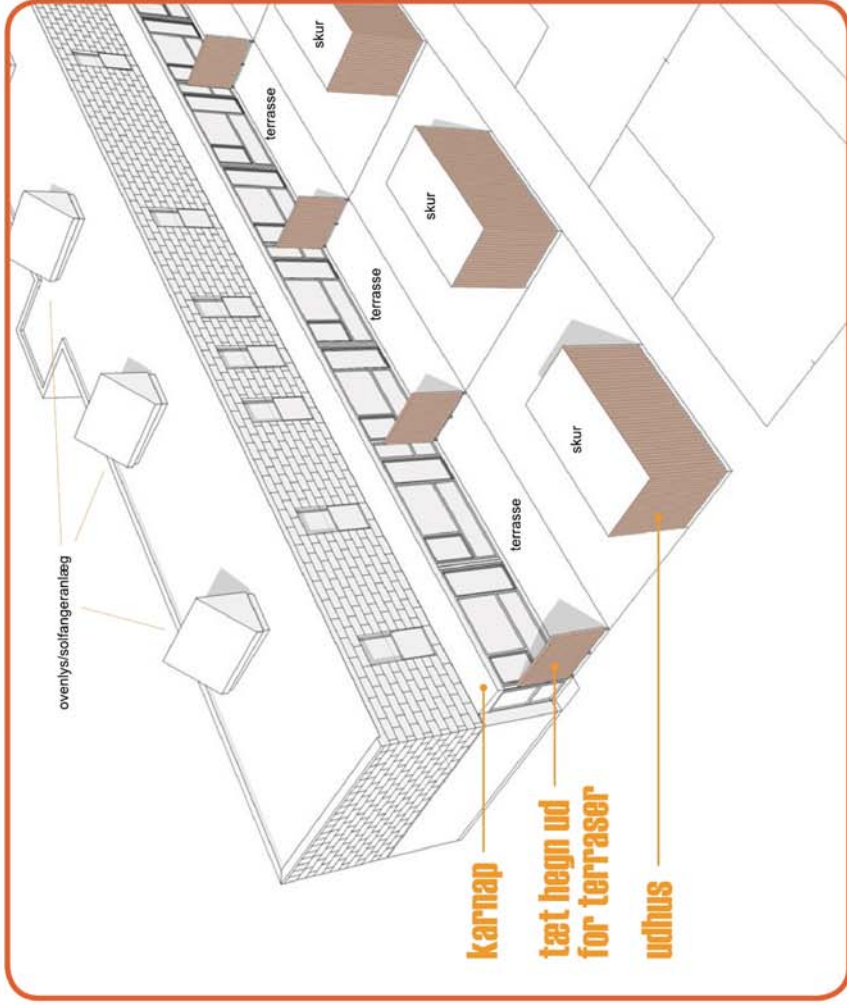 ovenlys/solfangeranlæg
skur
terrasse
skur
terrasse
skur
terrasse
karnap
tæt hegn ud
for terraser
udhus